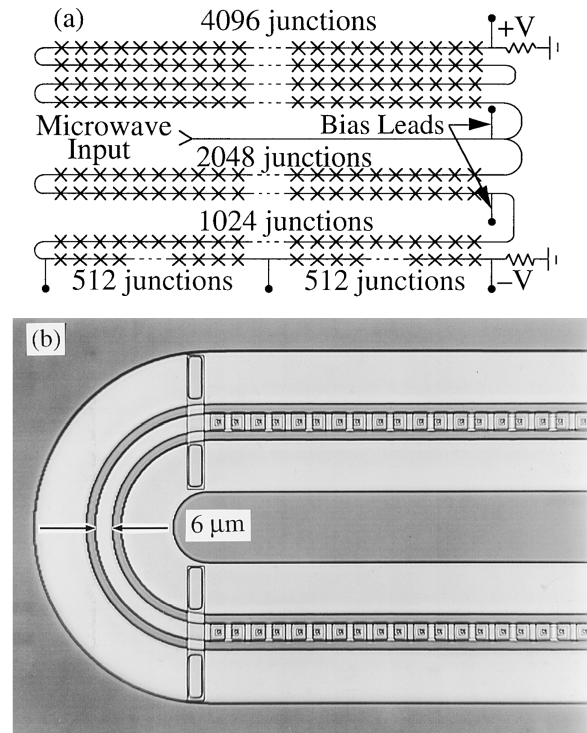 (a)
4096 junctions
+V
Microwave
Input
Bias Leads
2048 junctions
1024 junctions
512 junctions
512 junctions
−V
(b)
6 μm